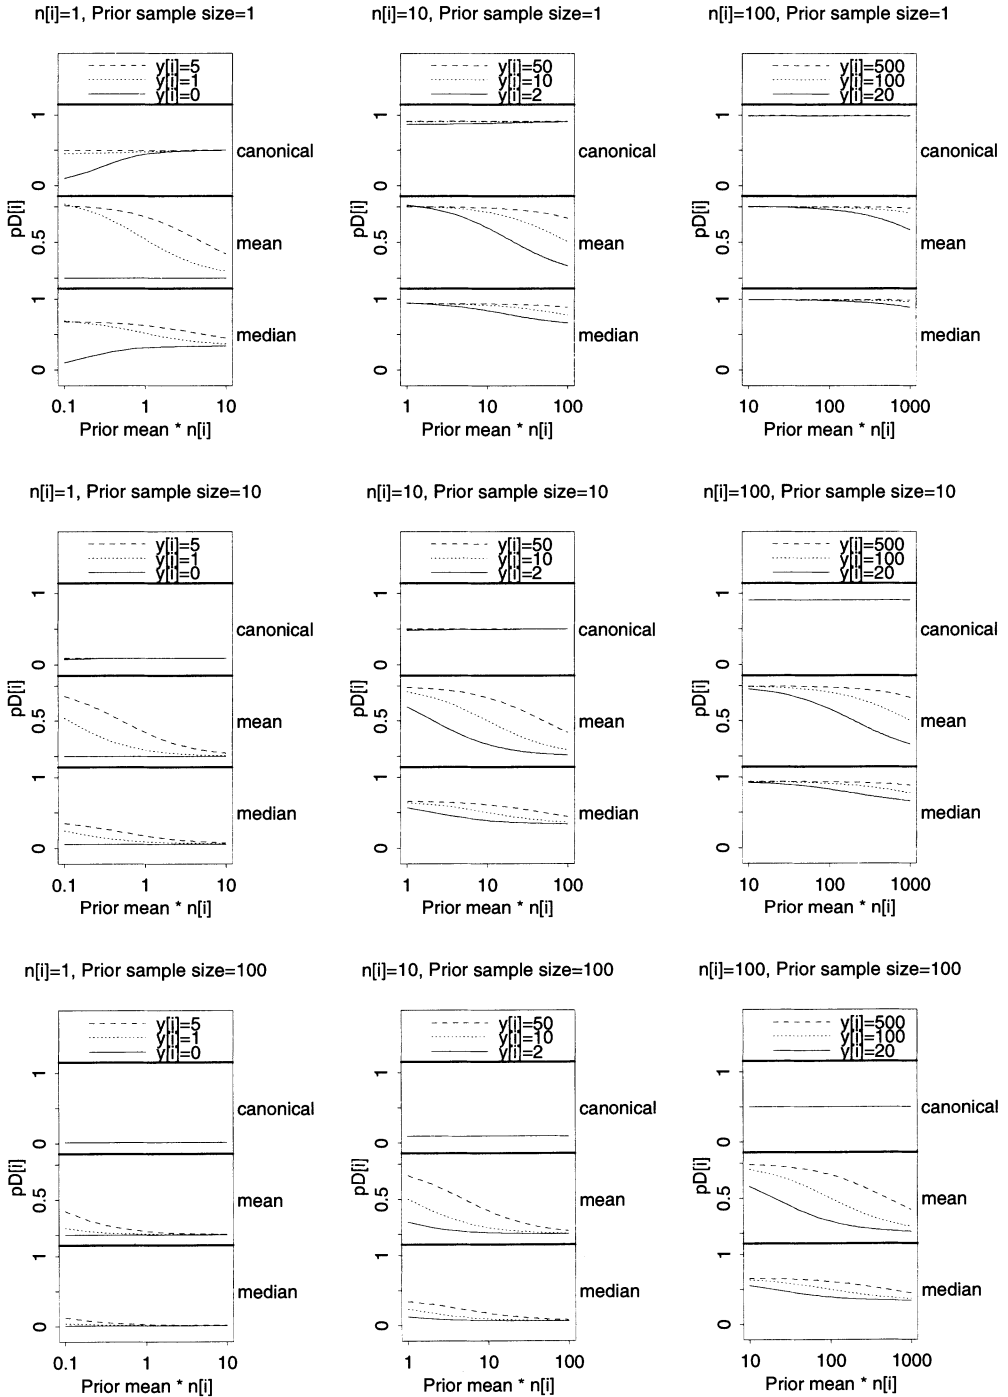 n[i]=1, Prior sample size=1
y[i]=5
y[i]=1
y[i]=0
1
0
canonical
pD[i]
0.5
mean
1
0
median
0.1 1 10
Prior mean * n[i]
n[i]=10, Prior sample size=1
y[i]=50
y[i]=10
y[i]=2
1
0
canonical
pD[i]
0.5
mean
1
0
median
1 10 100
Prior mean * n[i]
n[i]=100, Prior sample size=1
y[i]=500
y[i]=100
y[i]=20
1
0
canonical
pD[i]
0.5
mean
1
0
median
10 100 1000
Prior mean * n[i]
n[i]=1, Prior sample size=10
y[i]=5
y[i]=1
y[i]=0
1
0
canonical
pD[i]
0.5
mean
1
0
median
0.1 1 10
Prior mean * n[i]
n[i]=10, Prior sample size=10
y[i]=50
y[i]=10
y[i]=2
1
0
canonical
pD[i]
0.5
mean
1
0
median
1 10 100
Prior mean * n[i]
n[i]=100, Prior sample size=10
y[i]=500
y[i]=100
y[i]=20
1
0
canonical
pD[i]
0.5
mean
1
0
median
10 100 1000
Prior mean * n[i]
n[i]=1, Prior sample size=100
y[i]=5
y[i]=1
y[i]=0
1
0
canonical
pD[i]
0.5
mean
1
0
median
0.1 1 10
Prior mean * n[i]
n[i]=10, Prior sample size=100
y[i]=50
y[i]=10
y[i]=2
1
0
canonical
pD[i]
0.5
mean
1
0
median
1 10 100
Prior mean * n[i]
n[i]=100, Prior sample size=100
y[i]=500
y[i]=100
y[i]=20
1
0
canonical
pD[i]
0.5
mean
1
0
median
10 100 1000
Prior mean * n[i]